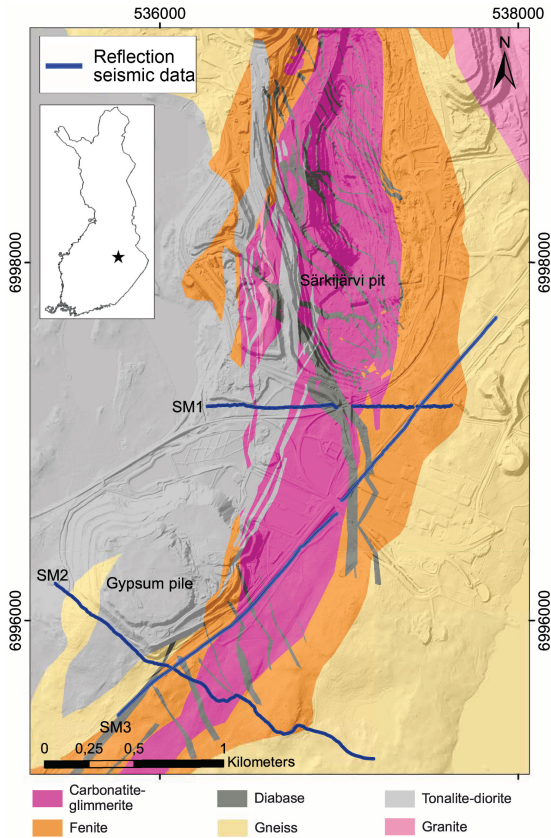 536000
538000
Reflection
seismic data
N
6998000
6998000
Särkijärvi pit
SM1
SM2
Gypsum pile
6996000
6996000
SM3
0 0,25 0,5 1
Kilometers
Carbonatite-
glimmerite
Diabase
Tonalite-diorite
Fenite
Gneiss
Granite